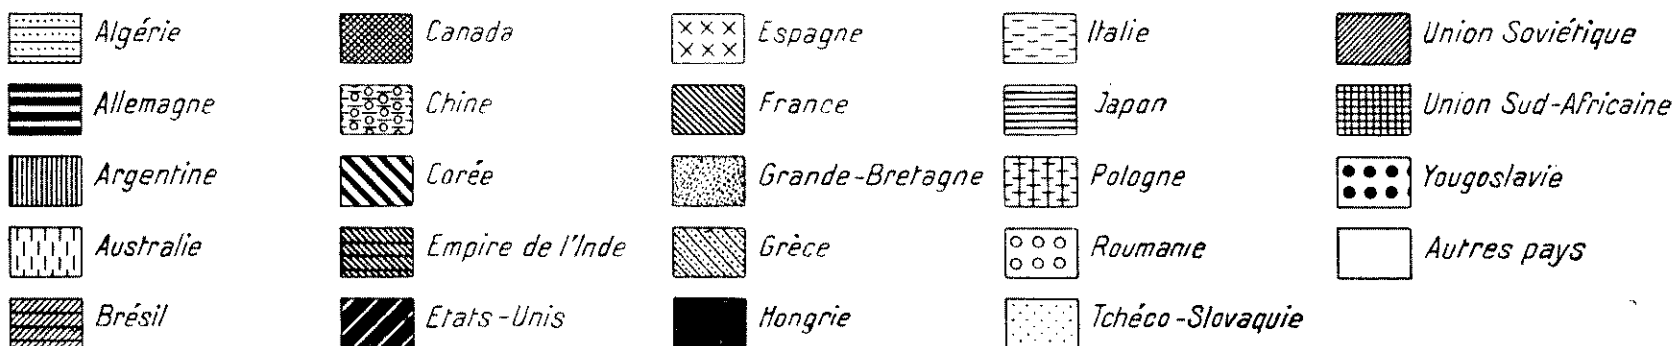 Algérie
Canada
Espagne
Italie
Union Soviétique
Allemagne
Chine
France
Japon
Union Sud-Africaine
Argentine
Corée
Grande-Bretagne
Pologne
Yougoslavie
Australie
Empire de l'Inde
Grèce
Roumanie
Autres pays
Brésil
Etats-Unis
Hongrie
Tchéco-Slovaquie